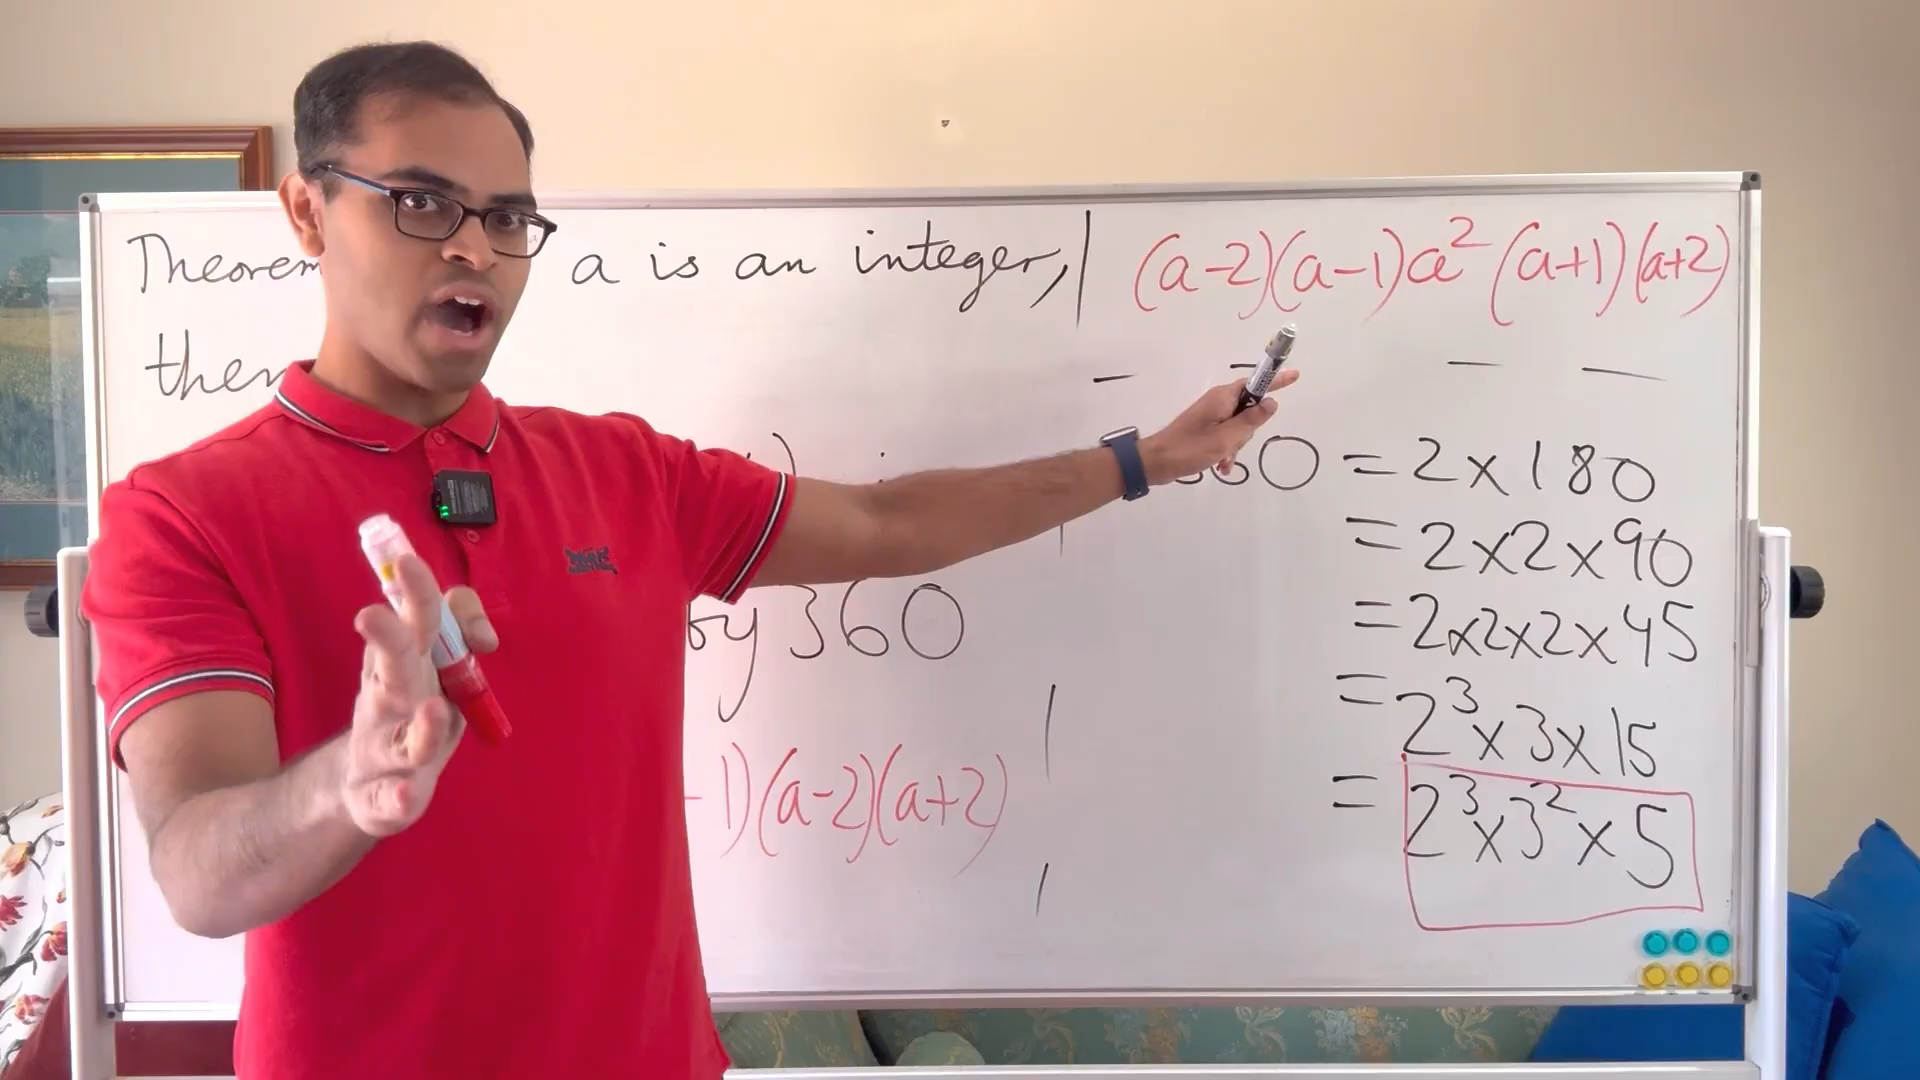 Theorem a is an integer,
then
by 360
1)(a-2)(a+2)
(a-2)(a-1)a²(a+1)(a+2)
360 = 2 x 180
= 2 x 2 x 90
= 2 x 2 x 2 x 45
= 2³ x 3 x 15
= 2³ x 3² x 5